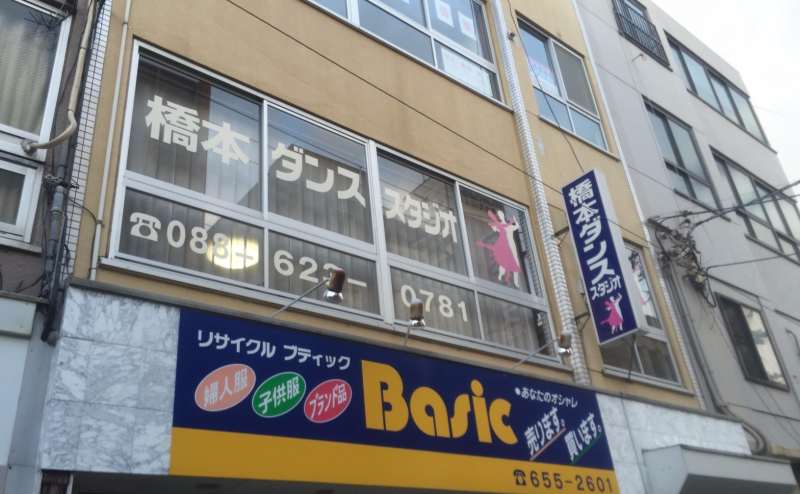 橋本 ダンス スタジオ
☎088-622-0781
橋本ダンススタジオ
リサイクル ブティック
婦人服
子供服
ブランド品
Basic
●あなたのオシャレ
売ります。
買います。
☎655-2601